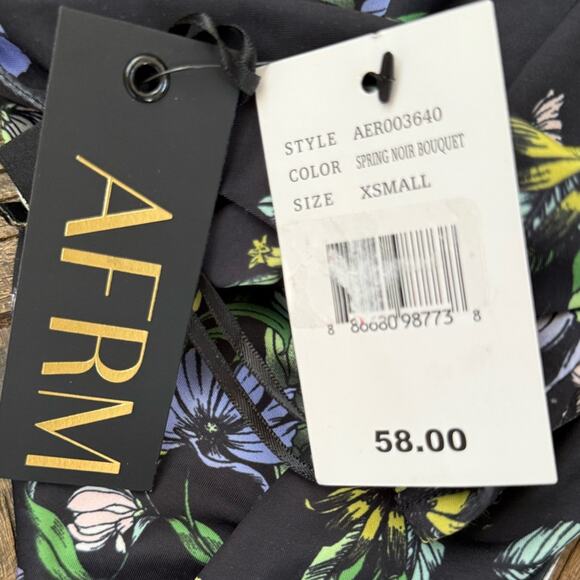 AFRM
STYLE AER003640
COLOR SPRING NOIR BOUQUET
SIZE XSMALL
8 86680 98773 8
58.00